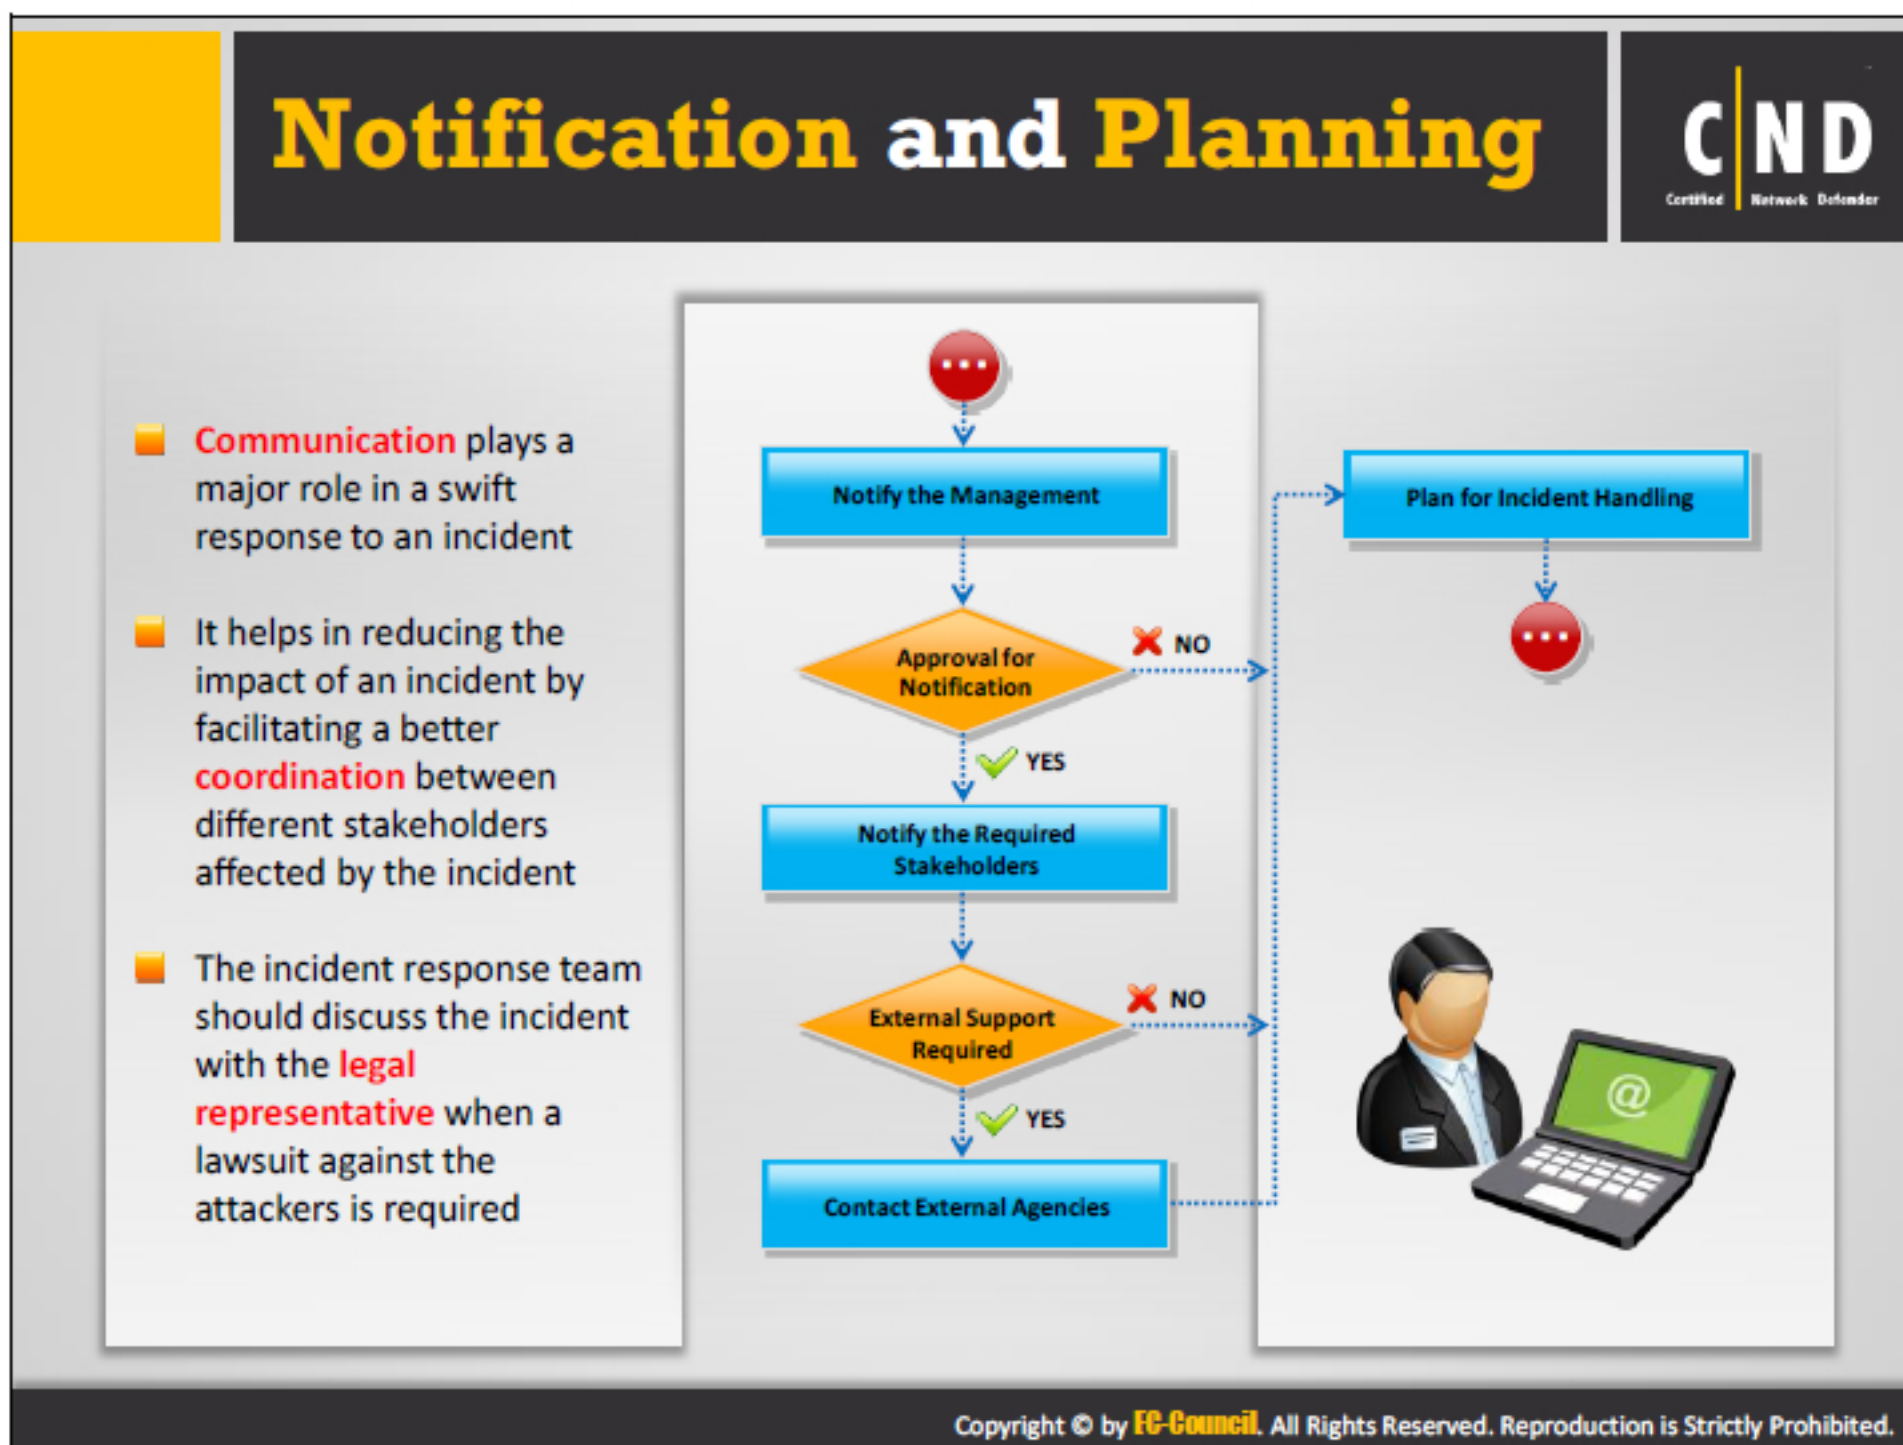 Notification and Planning
C ND
Certified Network Defender
Communication plays a
major role in a swift
response to an incident
It helps in reducing the
impact of an incident by
facilitating a better
coordination between
different stakeholders
affected by the incident
The incident response team
should discuss the incident
with the legal
representative when a
lawsuit against the
attackers is required
Notify the Management
Approval for
Notification
NO
YES
Notify the Required
Stakeholders
External Support
Required
NO
YES
Contact External Agencies
Plan for Incident Handling
@
Copyright © by EC-Council. All Rights Reserved. Reproduction is Strictly Prohibited.